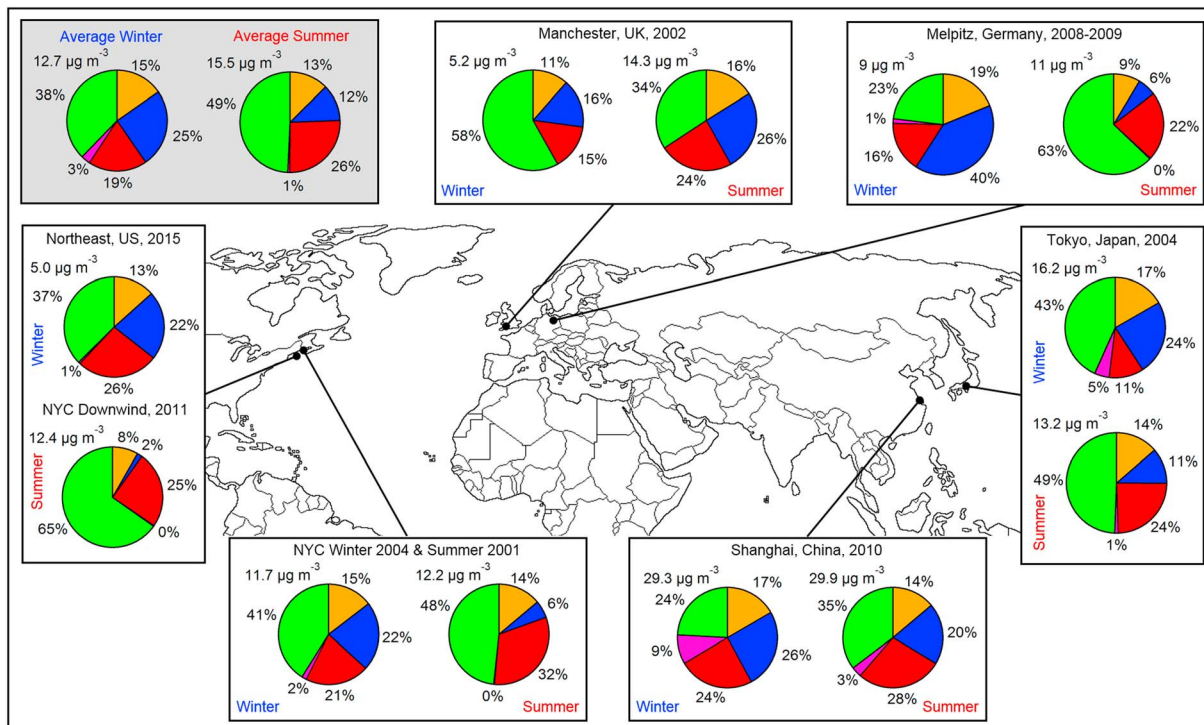 Average Winter
12.7 µg m-3
15%
38%
25%
3%
19%
Average Summer
15.5 µg m-3
13%
12%
49%
26%
1%
Manchester, UK, 2002
5.2 µg m-3
11%
16%
58%
15%
Winter
14.3 µg m-3
16%
34%
26%
24%
Summer
Melpitz, Germany, 2008-2009
9 µg m-3
19%
23%
1%
16%
40%
Winter
11 µg m-3
9%
6%
22%
63%
0%
Summer
Northeast, US, 2015
5.0 µg m-3
13%
37%
22%
Winter
1%
26%
NYC Downwind, 2011
12.4 µg m-3
8%
2%
25%
Summer
65%
0%
Tokyo, Japan, 2004
16.2 µg m-3
17%
43%
Winter
24%
5%
11%
13.2 µg m-3
14%
11%
49%
Summer
24%
1%
NYC Winter 2004 & Summer 2001
11.7 µg m-3
15%
41%
22%
2%
21%
Winter
12.2 µg m-3
14%
6%
48%
32%
0%
Summer
Shanghai, China, 2010
29.3 µg m-3
17%
24%
9%
26%
24%
Winter
29.9 µg m-3
14%
35%
20%
3%
28%
Summer